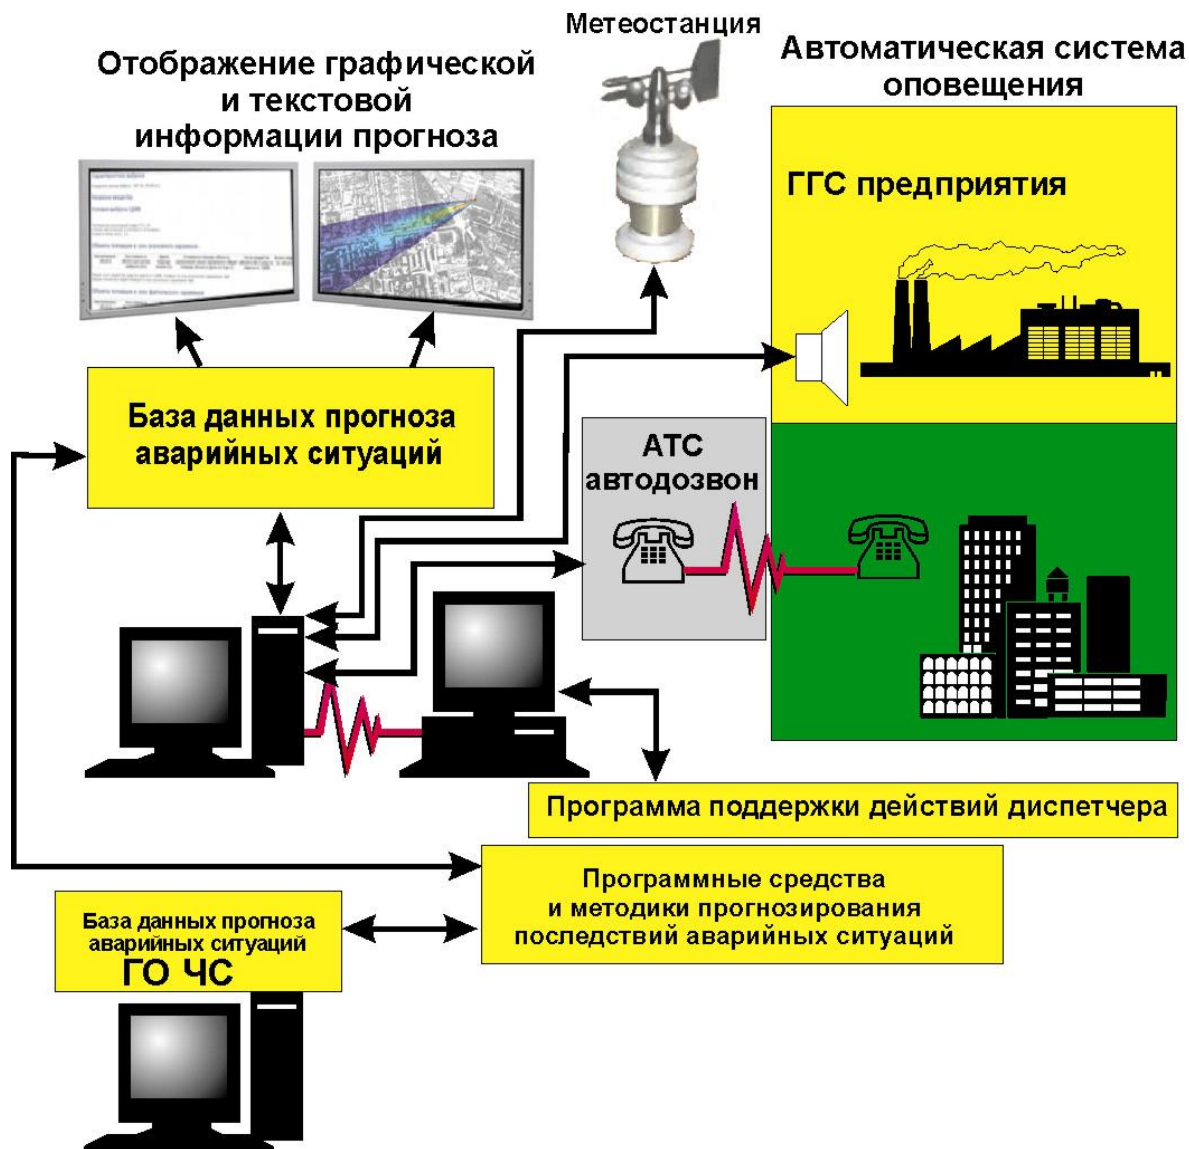 Метеостанция
Отображение графической
и текстовой
информации прогноза
Автоматическая система
оповещения
ГГС предприятия
База данных прогноза
аварийных ситуаций
АТС
автодозвон
Программа поддержки действий диспетчера
Программные средства
и методики прогнозирования
последствий аварийных ситуаций
База данных прогноза
аварийных ситуаций
ГО ЧС